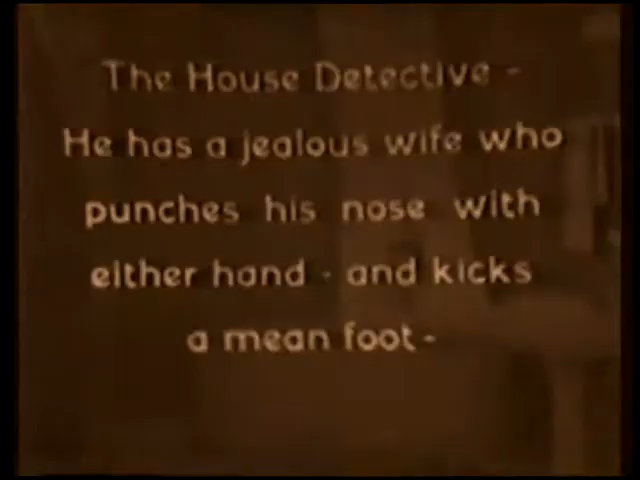 The House Detective -
He has a jealous wife who
punches his nose with
either hand - and kicks
a mean foot -